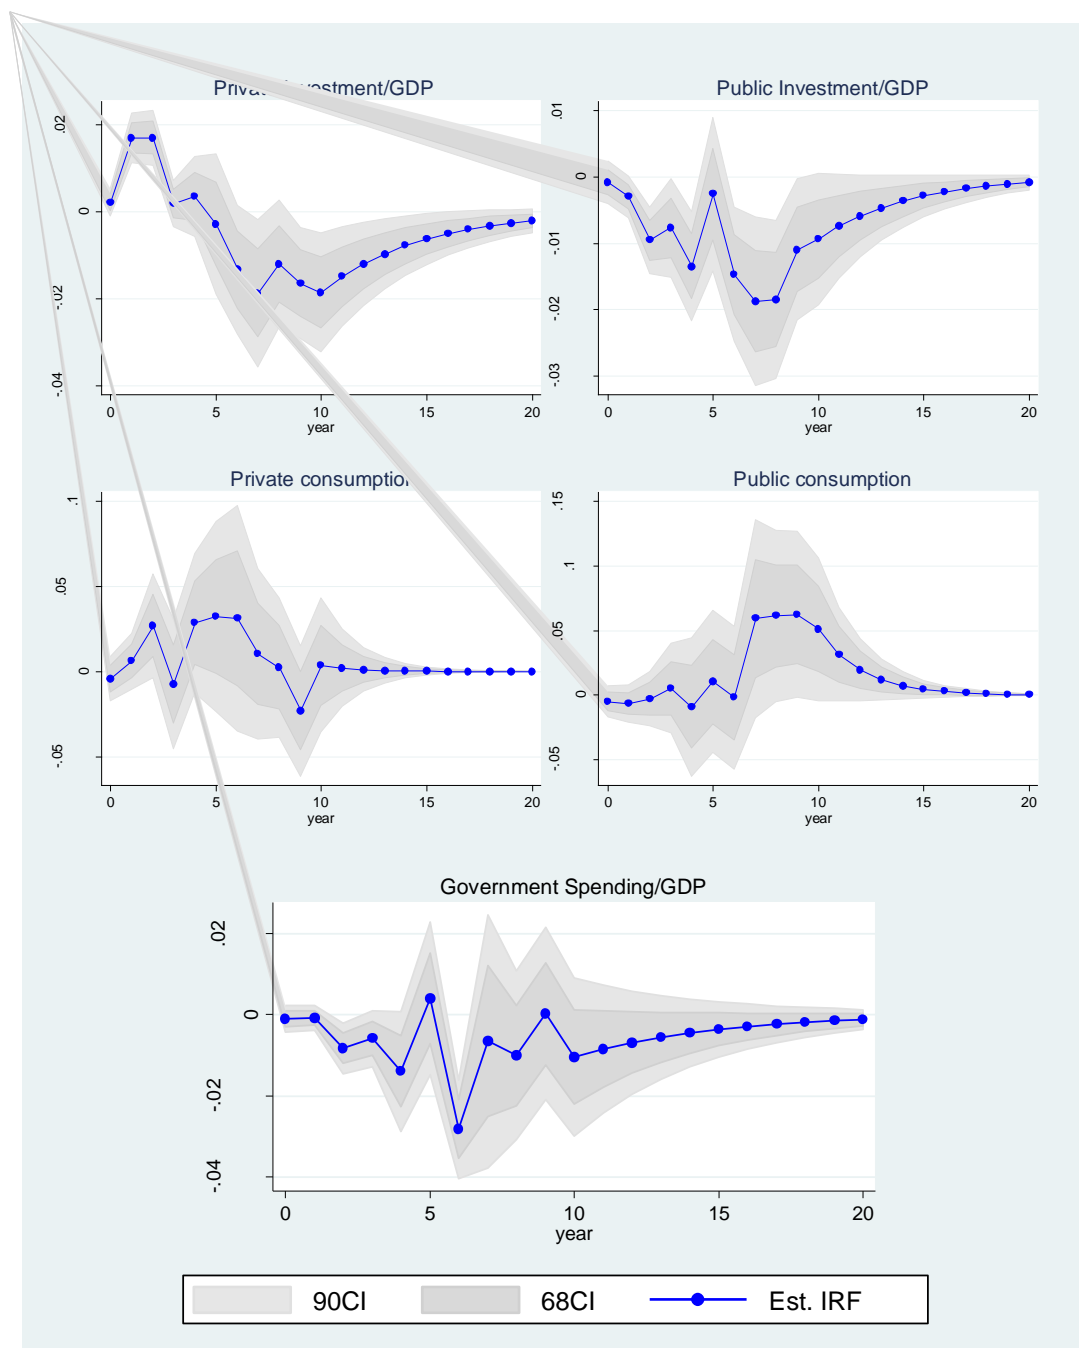 Private Investment/GDP
.02
0
-.02
-.04
0 5 10 15 20
year
Public Investment/GDP
.01
0
-.01
-.02
-.03
0 5 10 15 20
year
Private consumption
.1
.05
0
-.05
0 5 10 15 20
year
Public consumption
.15
.1
.05
0
-.05
0 5 10 15 20
year
Government Spending/GDP
.02
0
-.02
-.04
0 5 10 15 20
year
90CI 68CI Est. IRF